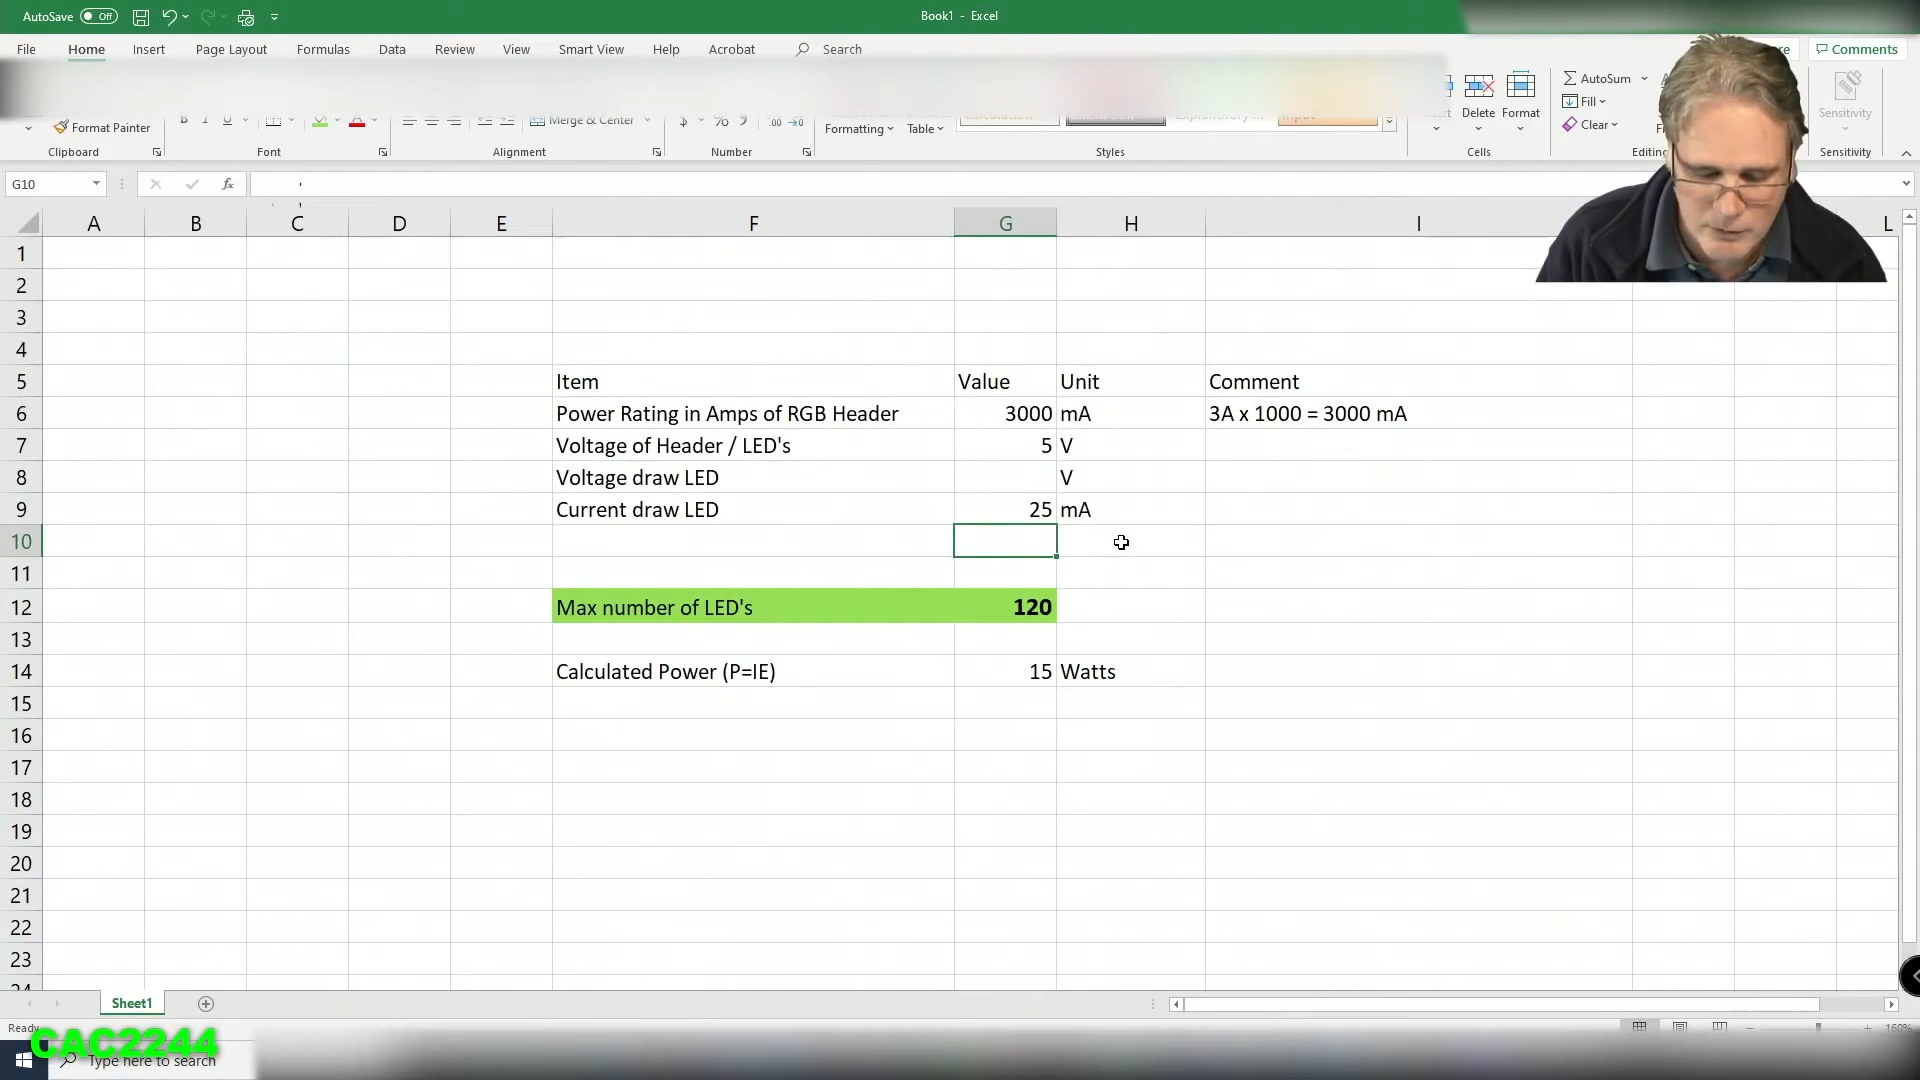 AutoSave Off
Book1 - Excel
File Home Insert Page Layout Formulas Data Review View Smart View Help Acrobat Search
Comments
Format Painter
Merge & Center
Formatting
Table
Delete
Format
AutoSum
Fill
Clear
Sensitivity
Clipboard
Font
Alignment
Number
Styles
Cells
Editing
Sensitivity
G10
fx
A B C D E F G H I L
1
2
3
4
5 Item Value Unit Comment
6 Power Rating in Amps of RGB Header 3000 mA 3A x 1000 = 3000 mA
7 Voltage of Header / LED's 5 V
8 Voltage draw LED V
9 Current draw LED 25 mA
10
11
12 Max number of LED's 120
13
14 Calculated Power (P=IE) 15 Watts
15
16
17
18
19
20
21
22
23
24
Sheet1
Ready
160%
CAC2244
Type here to search